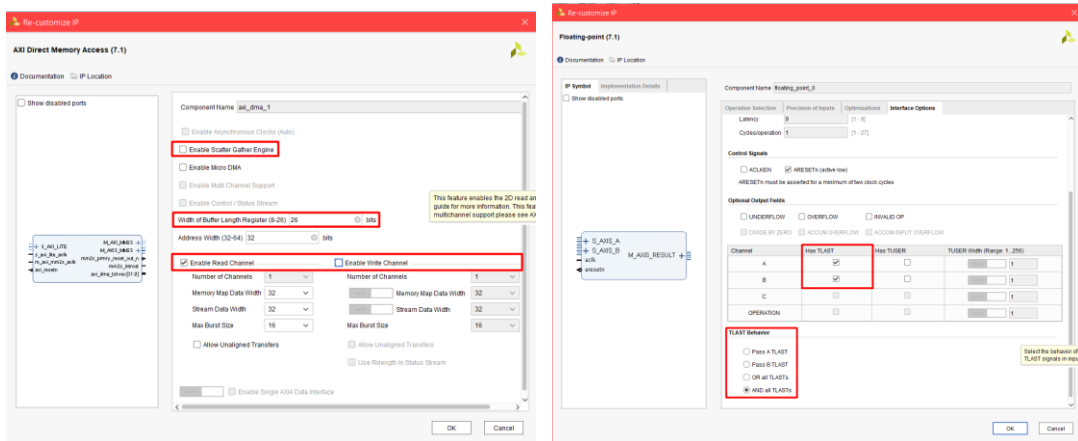 Re-customize IP
AXI Direct Memory Access (7.1)
Documentation IP Location
Show disabled ports
S_AXI_LITE
s_axi_lite_aclk
m_axi_mm2s_aclk
axi_resetn
M_AXI_MM2S
M_AXIS_MM2S
mm2s_prmry_reset_out_n
mm2s_introut
axi_dma_tstvec[31:0]
Component Name axi_dma_1
Enable Asynchronous Clocks (Auto)
Enable Scatter Gather Engine
Enable Micro DMA
Enable Multi Channel Support
Enable Control / Status Stream
Width of Buffer Length Register (8-26) 26 bits
Address Width (32-64) 32 bits
Enable Read Channel Enable Write Channel
Number of Channels 1 Number of Channels 1
Memory Map Data Width 32 Memory Map Data Width 32
Stream Data Width 32 Stream Data Width 32
Max Burst Size 16 Max Burst Size 16
Allow Unaligned Transfers Allow Unaligned Transfers
Use Rxlength In Status Stream
Enable Single AXI4 Data Interface
This feature enables the 2D read an
guide for more information. This fea
multichannel support please see AX
OK Cancel
Re-customize IP
Floating-point (7.1)
Documentation IP Location
IP Symbol Implementation Details
Show disabled ports
S_AXIS_A
S_AXIS_B
aclk
aresetn
M_AXIS_RESULT
Component Name floating_point_0
Operation Selection Precision of Inputs Optimizations Interface Options
Latency 9 [1 - 9]
Cycles/operation 1 [1 - 27]
Control Signals
ACLKEN ARESETn (active low)
ARESETn must be asserted for a minimum of two clock cycles
Optional Output Fields
UNDERFLOW OVERFLOW INVALID OP
DIVIDE BY ZERO ACCUM OVERFLOW ACCUM INPUT OVERFLOW
Channel Has TLAST Has TUSER TUSER Width (Range: 1..256)
A 1
B 1
C 1
OPERATION 1
TLAST Behavior
Pass A TLAST
Pass B TLAST
OR all TLASTs
AND all TLASTs
Select the behavior of
TLAST signals in inpu
OK Cancel